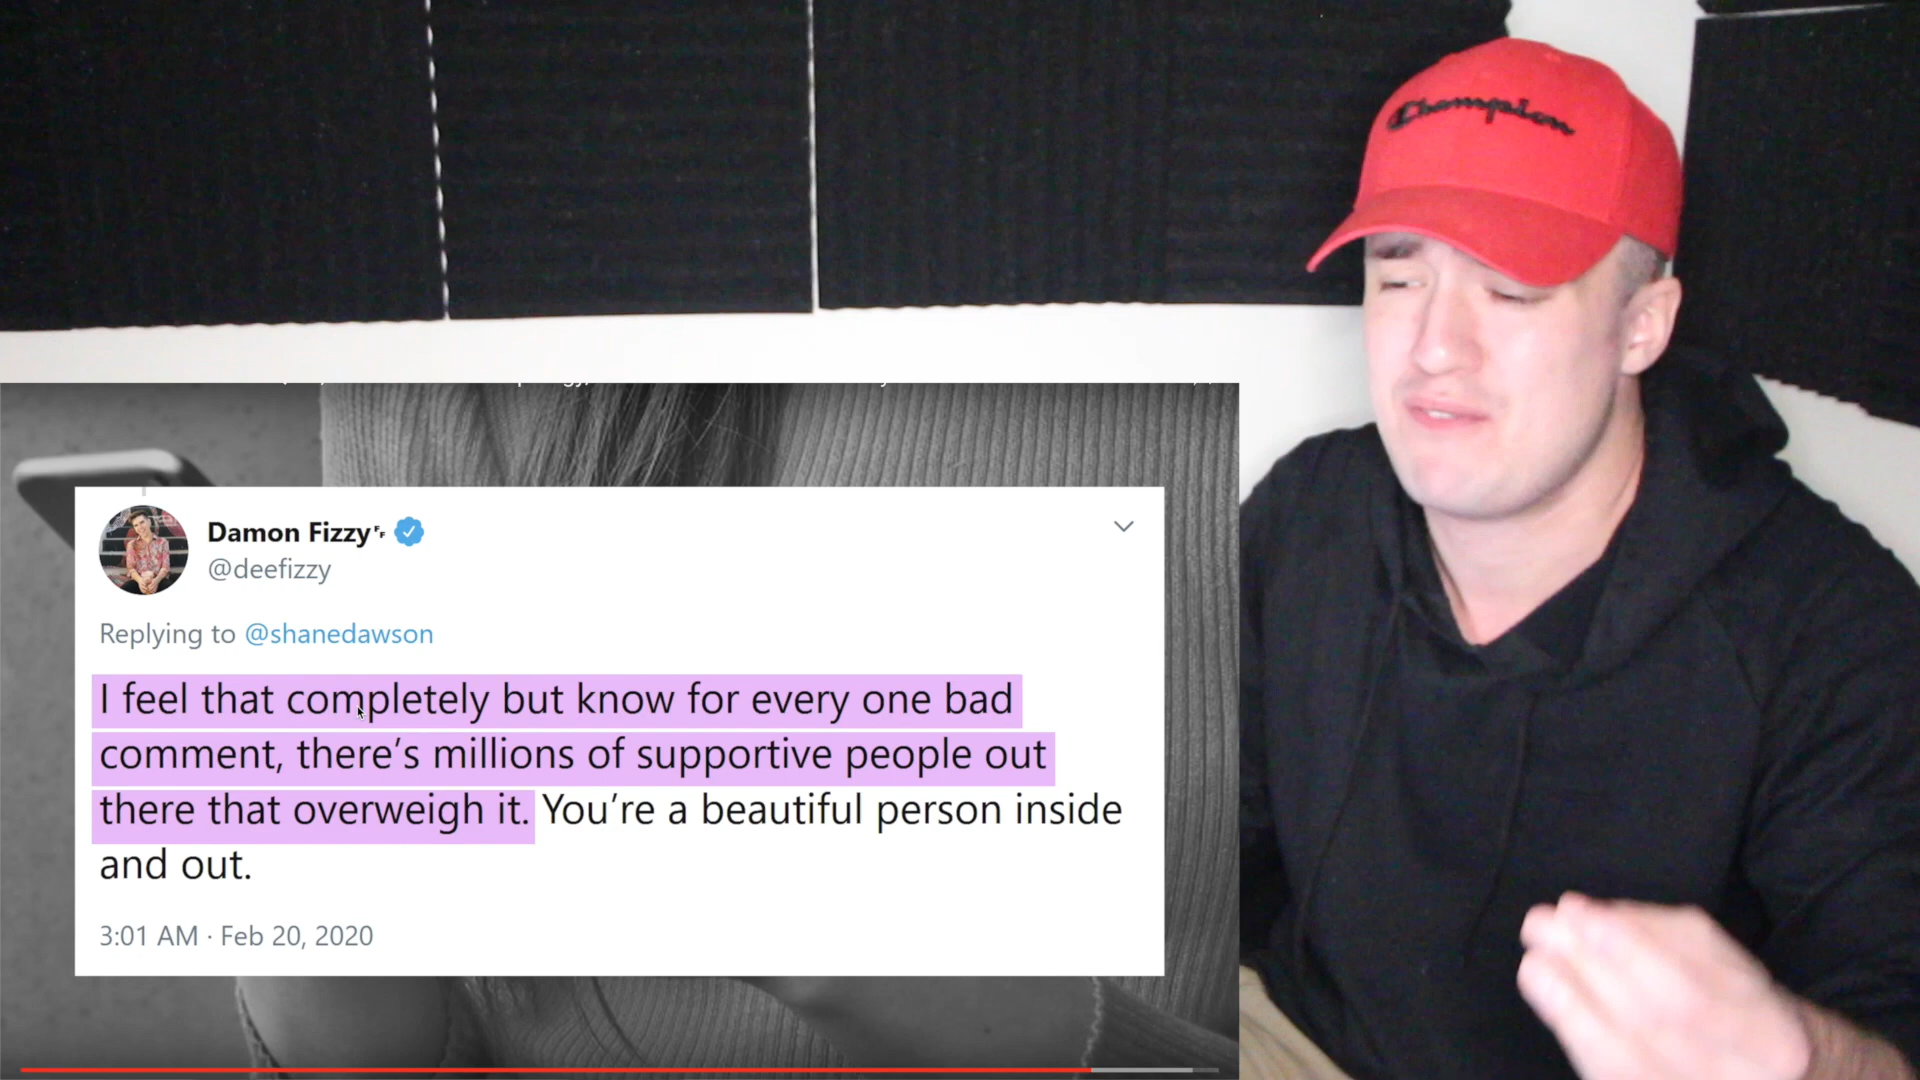 Champion
Damon Fizzy
@deefizzy
Replying to @shanedawson
I feel that completely but know for every one bad
comment, there’s millions of supportive people out
there that overweigh it. You’re a beautiful person inside
and out.
3:01 AM · Feb 20, 2020